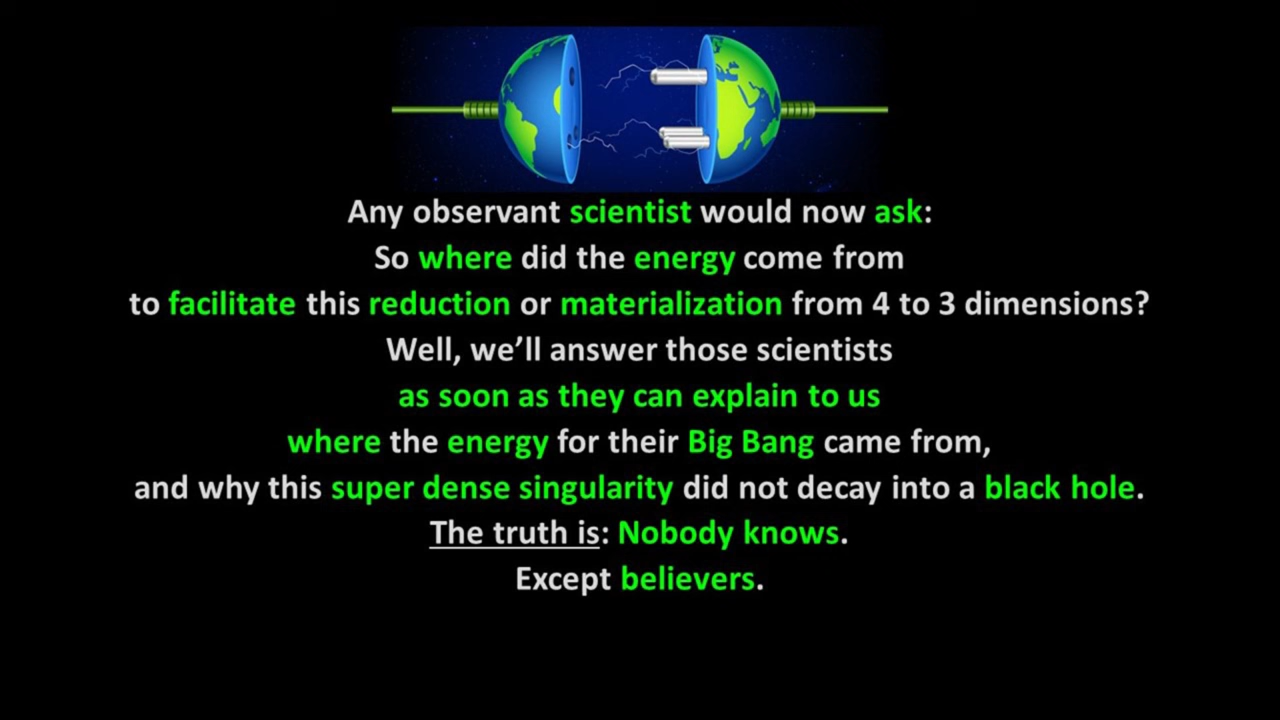 Any observant scientist would now ask:
So where did the energy come from
to facilitate this reduction or materialization from 4 to 3 dimensions?
Well, we’ll answer those scientists
as soon as they can explain to us
where the energy for their Big Bang came from,
and why this super dense singularity did not decay into a black hole.
The truth is: Nobody knows.
Except believers.